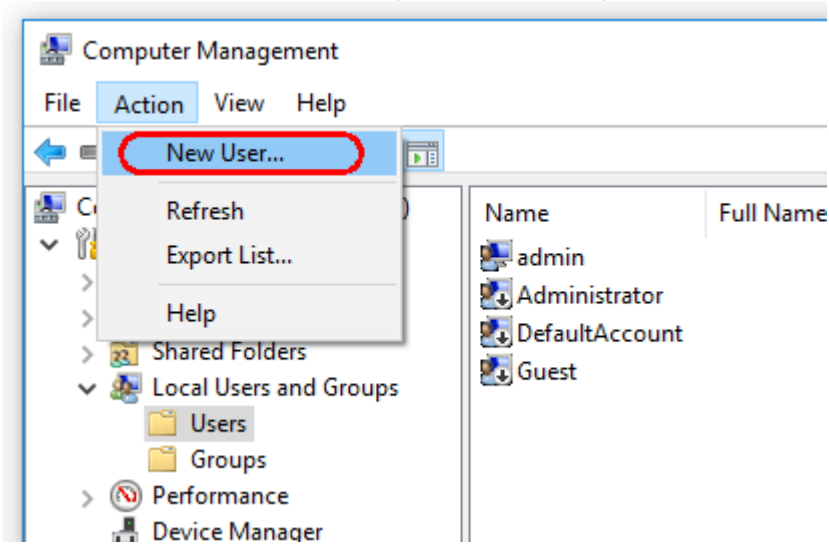 Computer Management
File Action View Help
New User...
Refresh
Export List...
Help
Shared Folders
Local Users and Groups
Users
Groups
Performance
Device Manager
Name Full Name
admin
Administrator
DefaultAccount
Guest